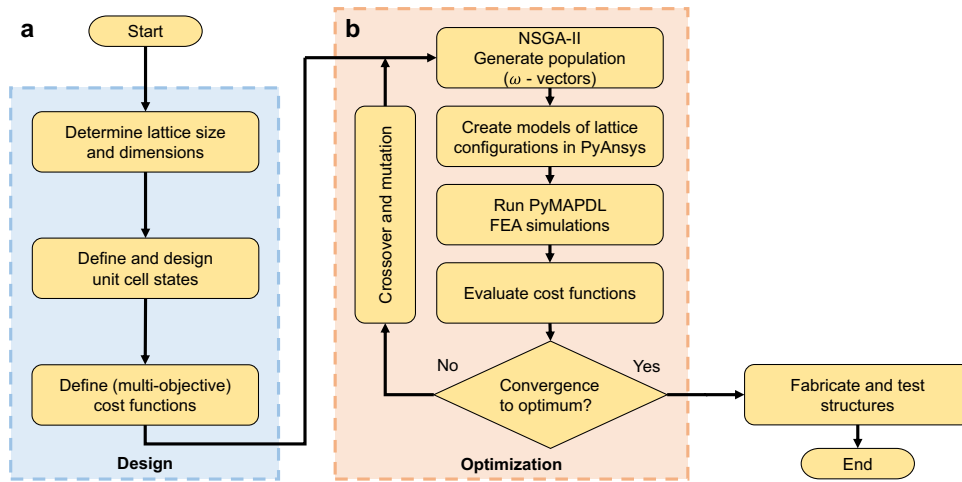 a
Start
Determine lattice size
and dimensions
Define and design
unit cell states
Define (multi-objective)
cost functions
Design
b
NSGA-II
Generate population
(ω - vectors)
Create models of lattice
configurations in PyAnsys
Run PyMAPDL
FEA simulations
Evaluate cost functions
Crossover and mutation
No
Convergence
to optimum?
Yes
Optimization
Fabricate and test
structures
End